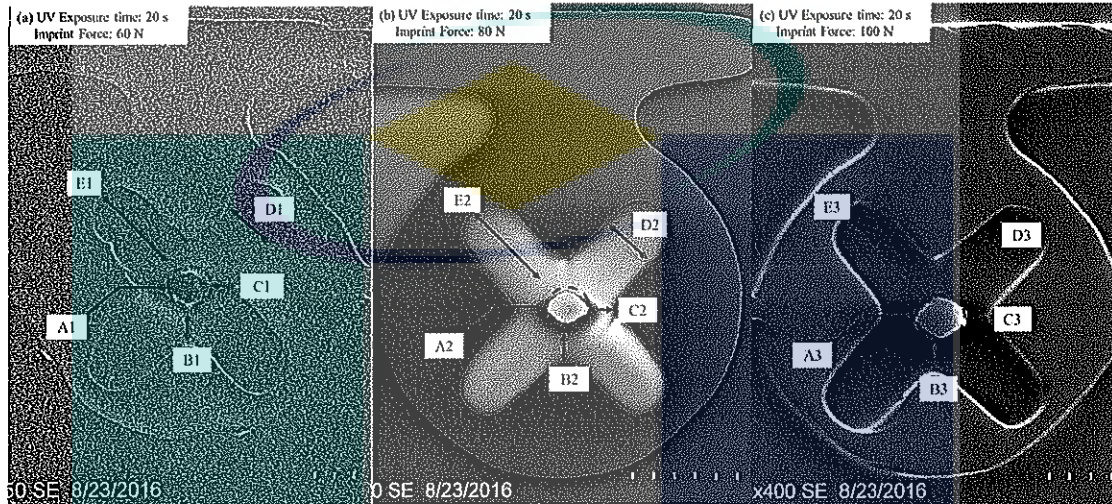 (a) UV Exposure time: 20 s
Imprint Force: 60 N
(b) UV Exposure time: 20 s
Imprint Force: 80 N
(c) UV Exposure time: 20 s
Imprint Force: 100 N
E1
D1
C1
A1
B1
E2
D2
C2
A2
B2
E3
D3
C3
A3
B3
50 SE 8/23/2016
0 SE 8/23/2016
x400 SE 8/23/2016